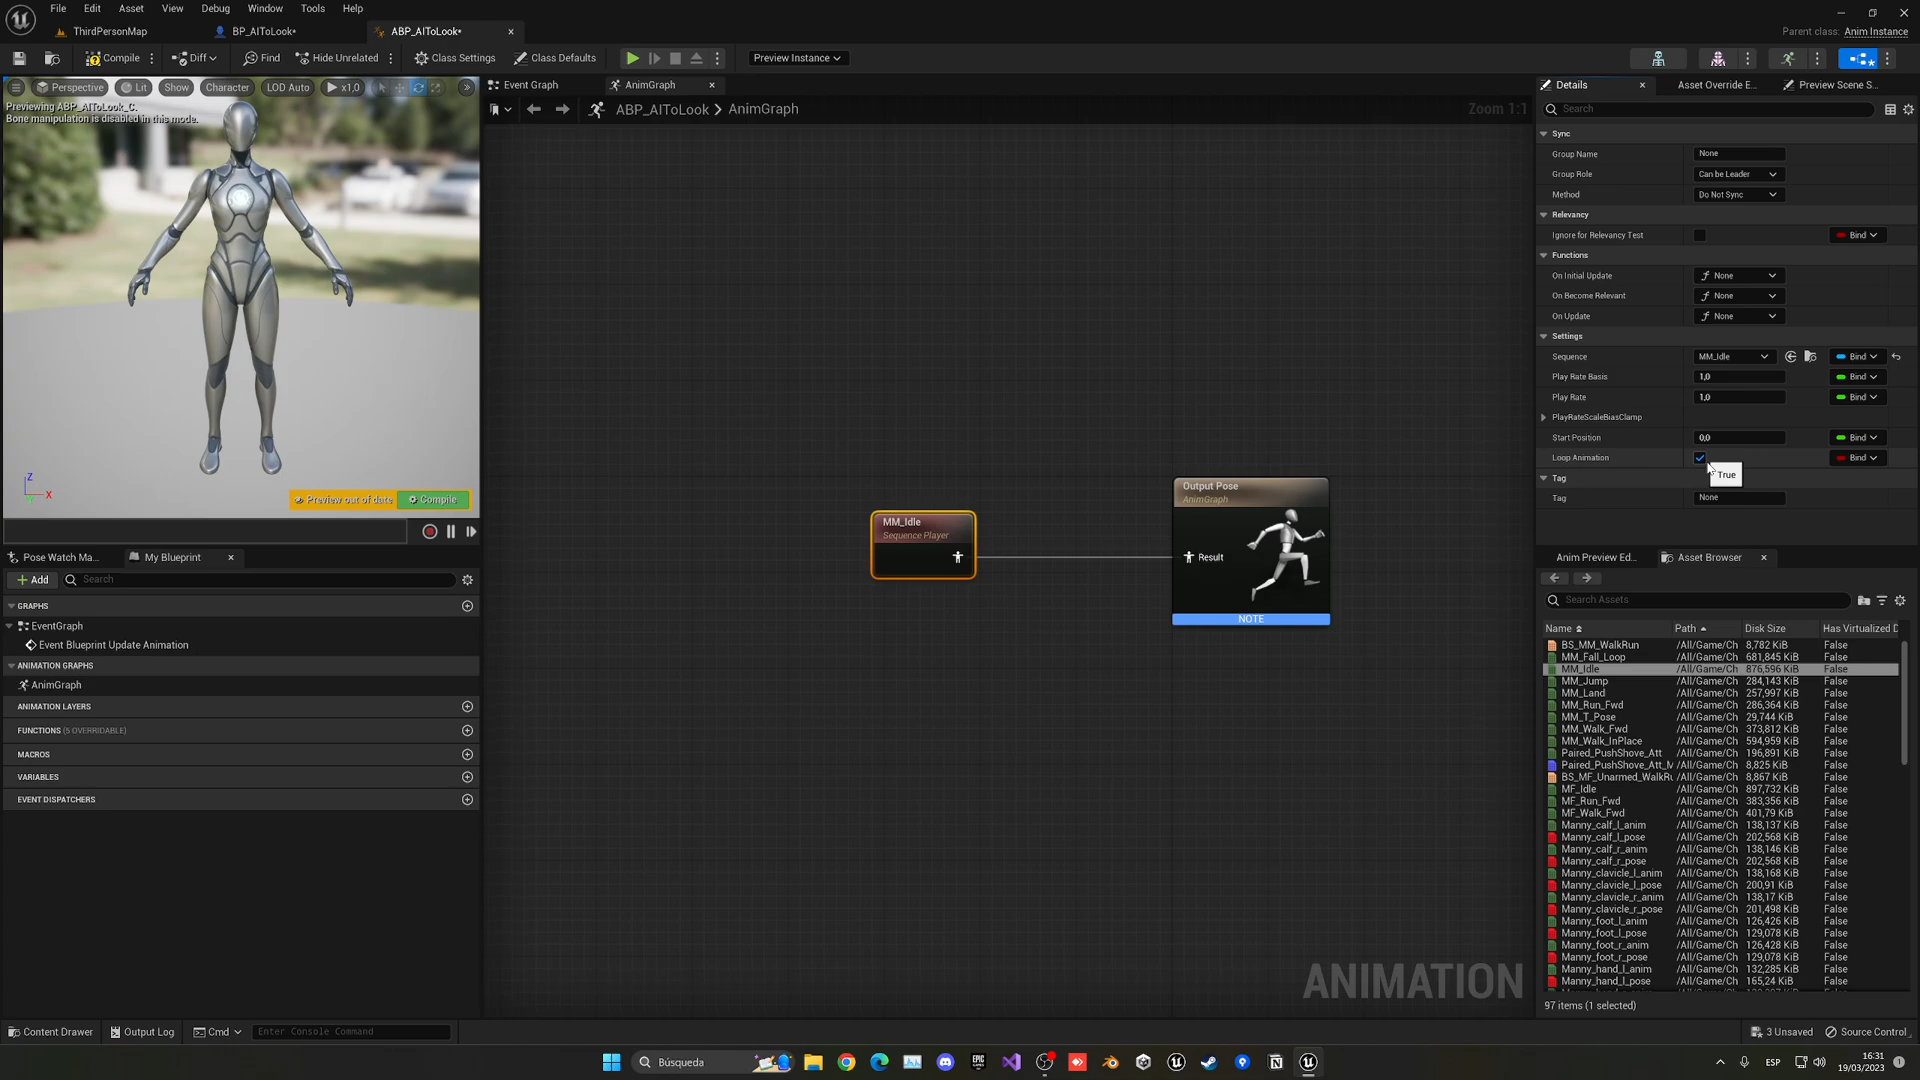 File Edit Asset View Debug Window Tools Help
ThirdPersonMap BP_AIToLook* ABP_AIToLook*
Parent class: Anim Instance
Compile Diff Find Hide Unrelated Class Settings Class Defaults Preview Instance
Perspective Lit Show Character LOD Auto x1,0
Previewing ABP_AIToLook_C.
Bone manipulation is disabled in this mode.
Z
X
Preview out of date Compile
Pose Watch Ma... My Blueprint
Add Search
GRAPHS
EventGraph
Event Blueprint Update Animation
ANIMATION GRAPHS
AnimGraph
ANIMATION LAYERS
FUNCTIONS (5 OVERRIDABLE)
MACROS
VARIABLES
EVENT DISPATCHERS
Event Graph AnimGraph
ABP_AIToLook > AnimGraph Zoom 1:1
MM_Idle
Sequence Player
Output Pose
AnimGraph
Result
NOTE
ANIMATION
Details Asset Override E... Preview Scene S...
Search
Sync
Group Name None
Group Role Can be Leader
Method Do Not Sync
Relevancy
Ignore for Relevancy Test Bind
Functions
On Initial Update None
On Become Relevant None
On Update None
Settings
Sequence MM_Idle Bind
Play Rate Basis 1,0 Bind
Play Rate 1,0 Bind
PlayRateScaleBiasClamp
Start Position 0,0 Bind
Loop Animation Bind
True
Tag
Tag None
Anim Preview Ed... Asset Browser
Search Assets
Name Path Disk Size Has Virtualized D
BS_MM_WalkRun /All/Game/Ch 8,782 KiB False
MM_Fall_Loop /All/Game/Ch 681,845 KiB False
MM_Idle /All/Game/Ch 876,596 KiB False
MM_Jump /All/Game/Ch 284,143 KiB False
MM_Land /All/Game/Ch 257,997 KiB False
MM_Run_Fwd /All/Game/Ch 286,364 KiB False
MM_T_Pose /All/Game/Ch 29,744 KiB False
MM_Walk_Fwd /All/Game/Ch 373,812 KiB False
MM_Walk_InPlace /All/Game/Ch 594,959 KiB False
Paired_PushShove_Att /All/Game/Ch 196,891 KiB False
Paired_PushShove_Att_M /All/Game/Ch 8,825 KiB False
BS_MF_Unarmed_WalkRu /All/Game/Ch 8,867 KiB False
MF_Idle /All/Game/Ch 897,732 KiB False
MF_Run_Fwd /All/Game/Ch 383,356 KiB False
MF_Walk_Fwd /All/Game/Ch 401,79 KiB False
Manny_calf_l_anim /All/Game/Ch 138,137 KiB False
Manny_calf_l_pose /All/Game/Ch 202,568 KiB False
Manny_calf_r_anim /All/Game/Ch 138,146 KiB False
Manny_calf_r_pose /All/Game/Ch 202,568 KiB False
Manny_clavicle_l_anim /All/Game/Ch 138,168 KiB False
Manny_clavicle_l_pose /All/Game/Ch 200,91 KiB False
Manny_clavicle_r_anim /All/Game/Ch 138,17 KiB False
Manny_clavicle_r_pose /All/Game/Ch 201,498 KiB False
Manny_foot_l_anim /All/Game/Ch 126,426 KiB False
Manny_foot_l_pose /All/Game/Ch 129,078 KiB False
Manny_foot_r_anim /All/Game/Ch 126,428 KiB False
Manny_foot_r_pose /All/Game/Ch 129,078 KiB False
Manny_hand_l_anim /All/Game/Ch 132,285 KiB False
Manny_hand_l_pose /All/Game/Ch 165,24 KiB False
97 items (1 selected)
Content Drawer Output Log Cmd Enter Console Command 3 Unsaved Source Control
Búsqueda
ESP
16:31
19/03/2023